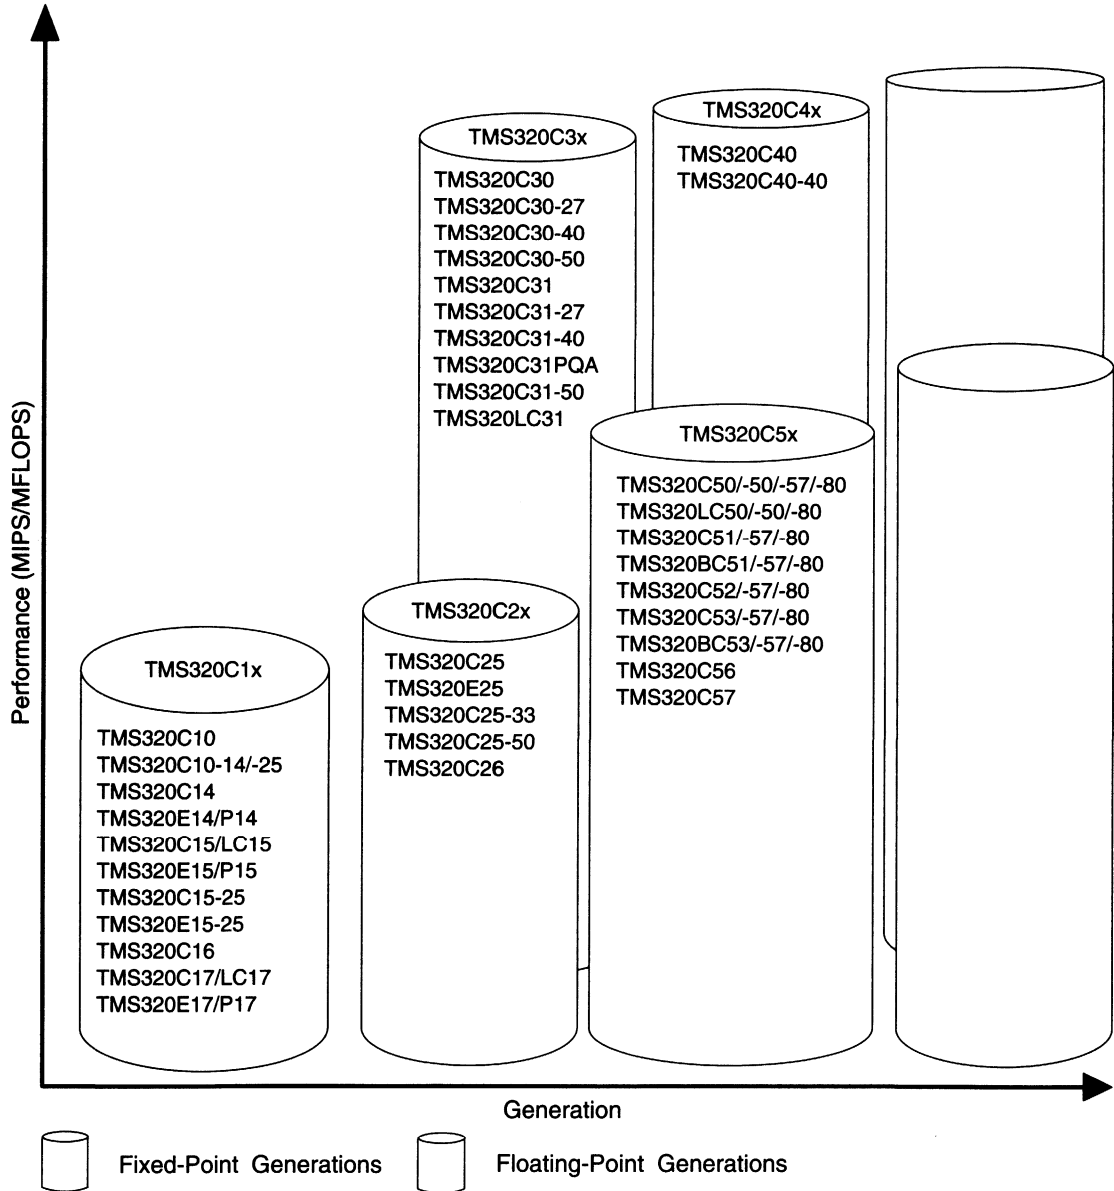 Performance (MIPS/MFLOPS)
TMS320C1x
TMS320C10
TMS320C10-14/-25
TMS320C14
TMS320E14/P14
TMS320C15/LC15
TMS320E15/P15
TMS320C15-25
TMS320E15-25
TMS320C16
TMS320C17/LC17
TMS320E17/P17
TMS320C2x
TMS320C25
TMS320E25
TMS320C25-33
TMS320C25-50
TMS320C26
TMS320C3x
TMS320C30
TMS320C30-27
TMS320C30-40
TMS320C30-50
TMS320C31
TMS320C31-27
TMS320C31-40
TMS320C31PQA
TMS320C31-50
TMS320LC31
TMS320C4x
TMS320C40
TMS320C40-40
TMS320C5x
TMS320C50/-50/-57/-80
TMS320LC50/-50/-80
TMS320C51/-57/-80
TMS320BC51/-57/-80
TMS320C52/-57/-80
TMS320C53/-57/-80
TMS320BC53/-57/-80
TMS320C56
TMS320C57
Generation
Fixed-Point Generations
Floating-Point Generations